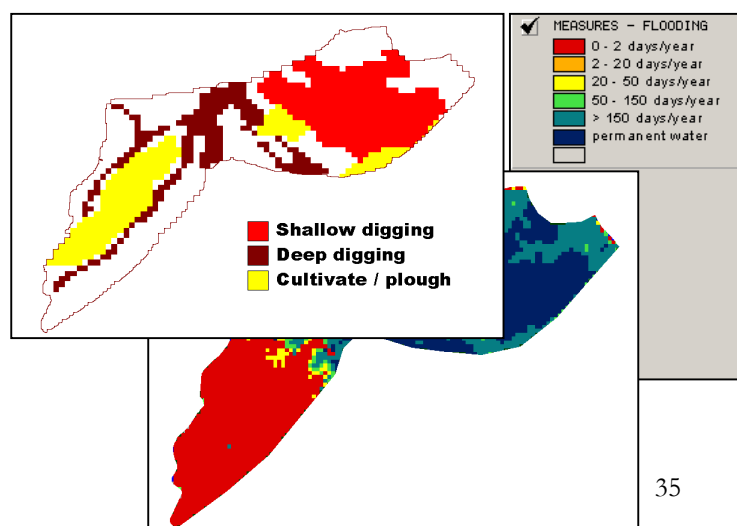 MEASURES - FLOODING
0 - 2 days/year
2 - 20 days/year
20 - 50 days/year
50 - 150 days/year
> 150 days/year
permanent water
Shallow digging
Deep digging
Cultivate / plough
35